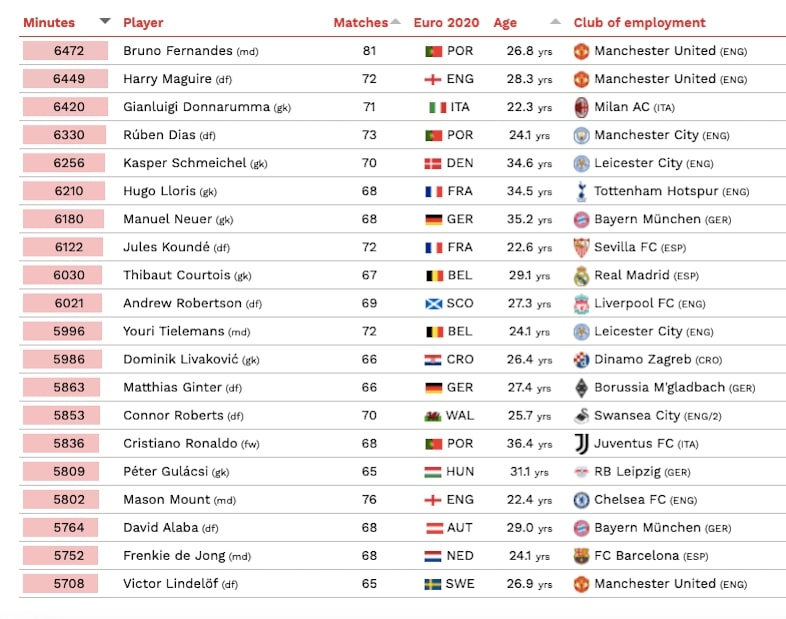 Minutes Player Matches Euro 2020 Age Club of employment
6472 Bruno Fernandes (md) 81 POR 26.8 yrs Manchester United (ENG)
6449 Harry Maguire (df) 72 ENG 28.3 yrs Manchester United (ENG)
6420 Gianluigi Donnarumma (gk) 71 ITA 22.3 yrs Milan AC (ITA)
6330 Rúben Dias (df) 73 POR 24.1 yrs Manchester City (ENG)
6256 Kasper Schmeichel (gk) 70 DEN 34.6 yrs Leicester City (ENG)
6210 Hugo Lloris (gk) 68 FRA 34.5 yrs Tottenham Hotspur (ENG)
6180 Manuel Neuer (gk) 68 GER 35.2 yrs Bayern München (GER)
6122 Jules Koundé (df) 72 FRA 22.6 yrs Sevilla FC (ESP)
6030 Thibaut Courtois (gk) 67 BEL 29.1 yrs Real Madrid (ESP)
6021 Andrew Robertson (df) 69 SCO 27.3 yrs Liverpool FC (ENG)
5996 Youri Tielemans (md) 72 BEL 24.1 yrs Leicester City (ENG)
5986 Dominik Livaković (gk) 66 CRO 26.4 yrs Dinamo Zagreb (CRO)
5863 Matthias Ginter (df) 66 GER 27.4 yrs Borussia M'gladbach (GER)
5853 Connor Roberts (df) 70 WAL 25.7 yrs Swansea City (ENG/2)
5836 Cristiano Ronaldo (fw) 68 POR 36.4 yrs Juventus FC (ITA)
5809 Péter Gulácsi (gk) 65 HUN 31.1 yrs RB Leipzig (GER)
5802 Mason Mount (md) 76 ENG 22.4 yrs Chelsea FC (ENG)
5764 David Alaba (df) 68 AUT 29.0 yrs Bayern München (GER)
5752 Frenkie de Jong (md) 68 NED 24.1 yrs FC Barcelona (ESP)
5708 Victor Lindelöf (df) 65 SWE 26.9 yrs Manchester United (ENG)